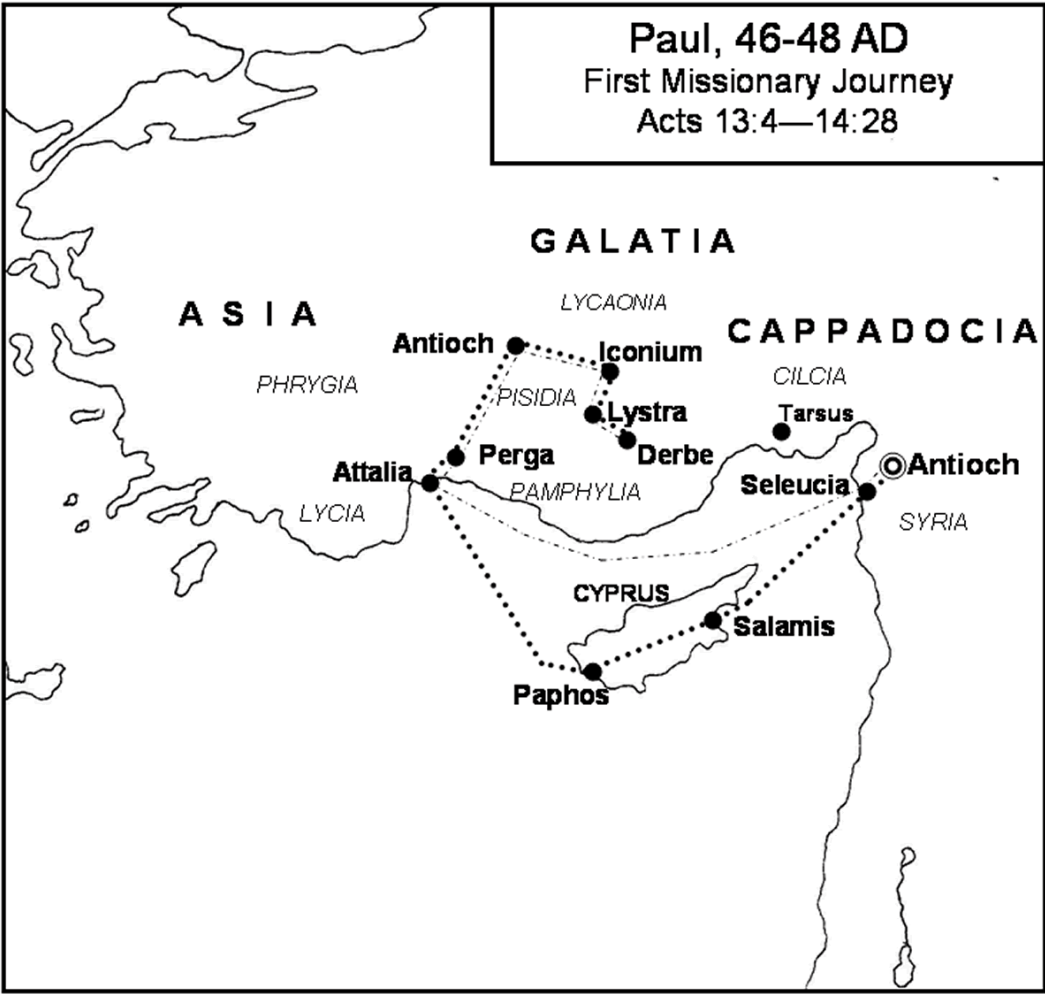 Paul, 46-48 AD
First Missionary Journey
Acts 13:4—14:28
GALATIA
LYCAONIA
ASIA
CAPPADOCIA
Antioch
Iconium
CILCIA
PHRYGIA
PISIDIA
Lystra
Tarsus
Perga
Derbe
Attalia
Antioch
Seleucia
PAMPHYLIA
LYCIA
SYRIA
CYPRUS
Salamis
Paphos